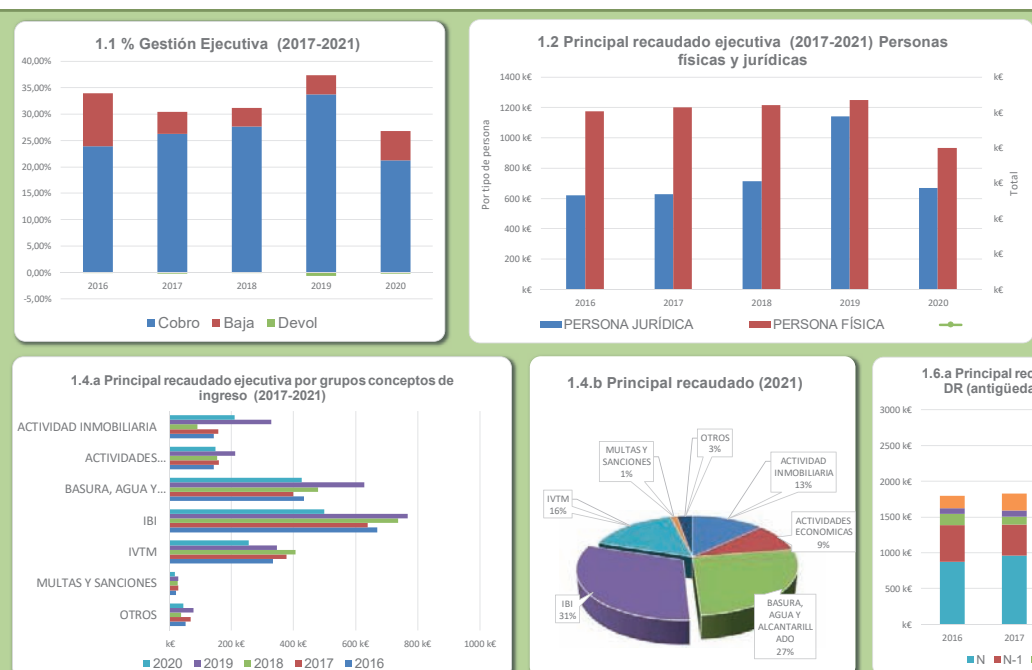 1.1 % Gestión Ejecutiva (2017-2021)
40,00%
35,00%
30,00%
25,00%
20,00%
15,00%
10,00%
5,00%
0,00%
-5,00%
2016
2017
2018
2019
2020
Cobro
Baja
Devol
1.2 Principal recaudado ejecutiva (2017-2021) Personas
físicas y jurídicas
Por tipo de persona
1400 k€
1200 k€
1000 k€
800 k€
600 k€
400 k€
200 k€
k€
k€
k€
k€
k€
k€
k€
k€
Total
2016
2017
2018
2019
2020
PERSONA JURÍDICA
PERSONA FÍSICA
1.4.a Principal recaudado ejecutiva por grupos conceptos de
ingreso (2017-2021)
ACTIVIDAD INMOBILIARIA
ACTIVIDADES...
BASURA, AGUA Y...
IBI
IVTM
MULTAS Y SANCIONES
OTROS
k€
200 k€
400 k€
600 k€
800 k€
1000 k€
2020
2019
2018
2017
2016
1.4.b Principal recaudado (2021)
OTROS
3%
MULTAS Y
SANCIONES
1%
ACTIVIDAD
INMOBILIARIA
13%
IVTM
16%
ACTIVIDADES
ECONOMICAS
9%
IBI
31%
BASURA,
AGUA Y
ALCANTARILL
ADO
27%
1.6.a Principal rec
DR (antigüeda
3000 k€
2500 k€
2000 k€
1500 k€
1000 k€
500 k€
k€
2016
2017
N
N-1